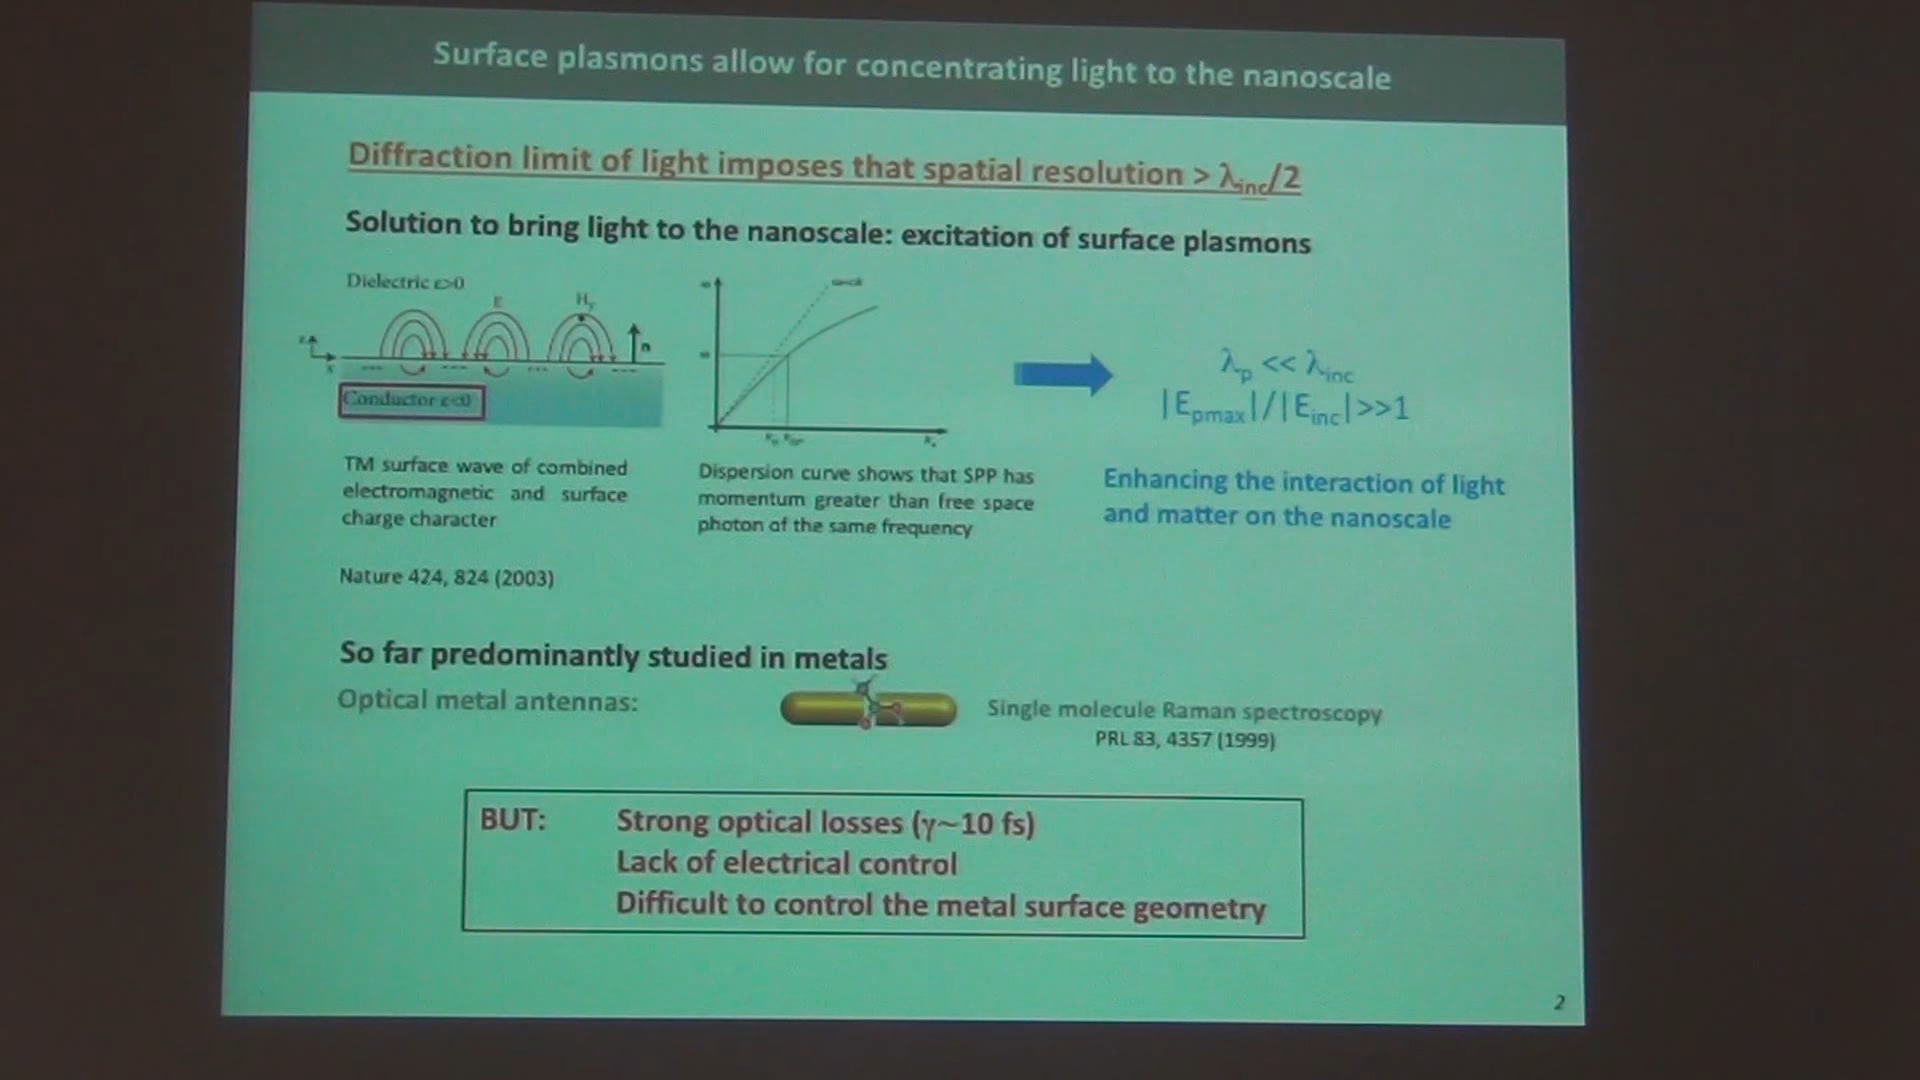 Surface plasmons allow for concentrating light to the nanoscale
Diffraction limit of light imposes that spatial resolution > λinc/2
Solution to bring light to the nanoscale: excitation of surface plasmons
Dielectric ε>0
E
Hy
z
x
n
Conductor ε<0
TM surface wave of combined
electromagnetic and surface
charge character
Dispersion curve shows that SPP has
momentum greater than free space
photon of the same frequency
λp << λinc
|Epmax|/|Einc|>>1
Enhancing the interaction of light
and matter on the nanoscale
Nature 424, 824 (2003)
So far predominantly studied in metals
Optical metal antennas:
Single molecule Raman spectroscopy
PRL 83, 4357 (1999)
BUT: Strong optical losses (γ~10 fs)
Lack of electrical control
Difficult to control the metal surface geometry
2